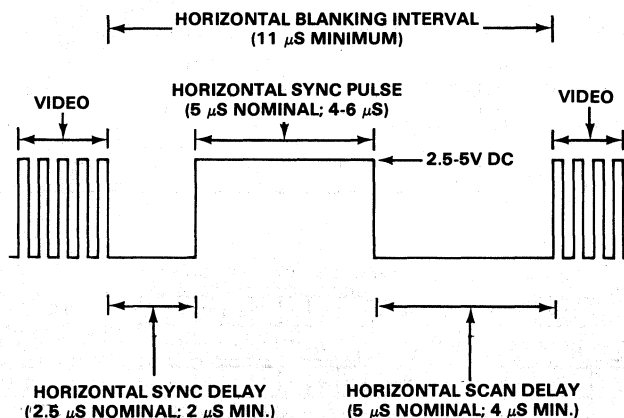 HORIZONTAL BLANKING INTERVAL
(11 µS MINIMUM)
HORIZONTAL SYNC PULSE
(5 µS NOMINAL; 4-6 µS)
VIDEO
VIDEO
2.5-5V DC
HORIZONTAL SYNC DELAY
(2.5 µS NOMINAL; 2 µS MIN.)
HORIZONTAL SCAN DELAY
(5 µS NOMINAL; 4 µS MIN.)